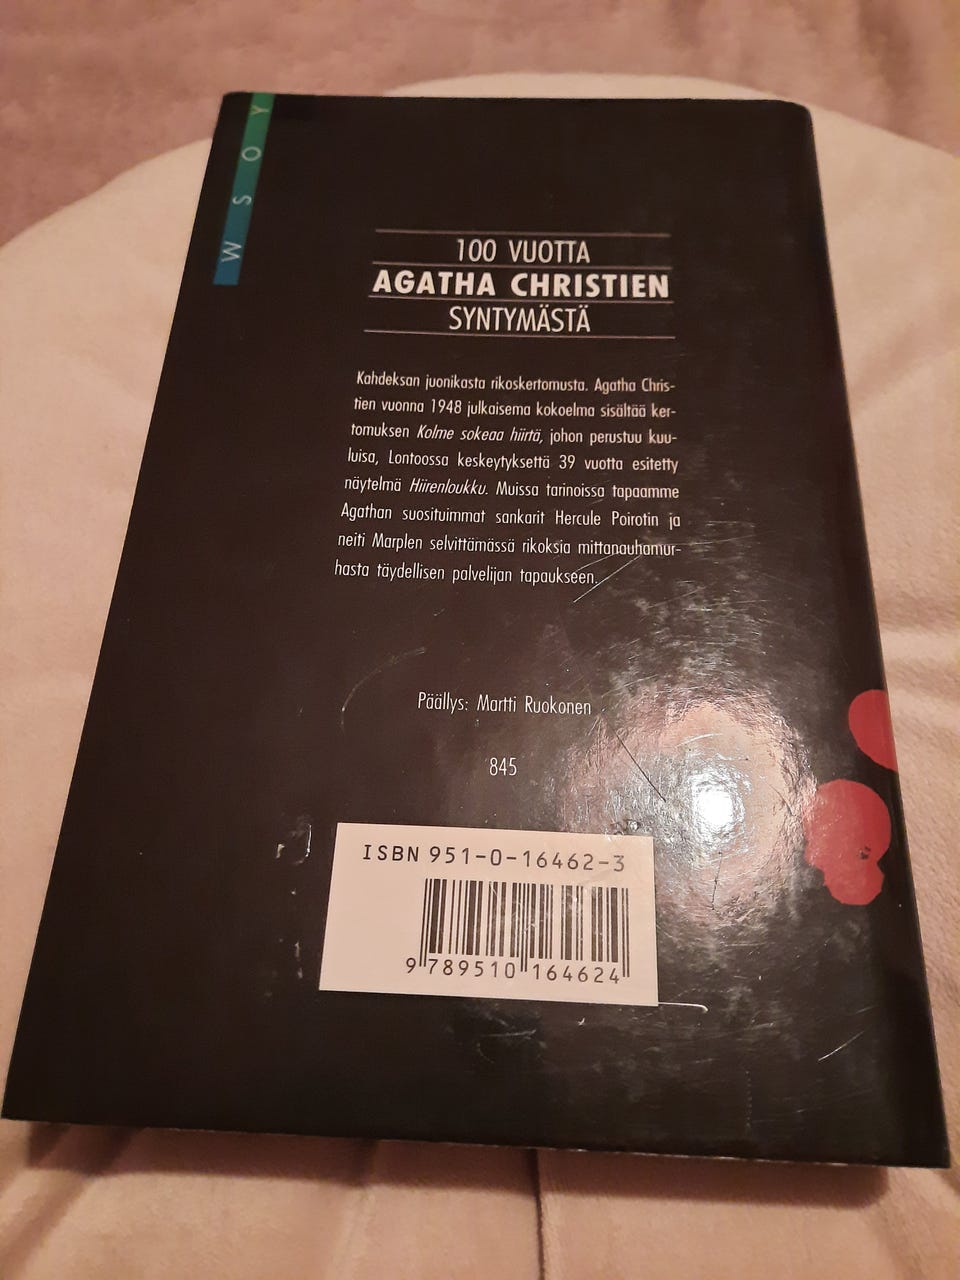 WSOY
100 VUOTTA
AGATHA CHRISTIEN
SYNTYMÄSTÄ
Kahdeksan juonikasta rikoskertomusta. Agatha Chris-
tien vuonna 1948 julkaisema kokoelma sisältää ker-
tomuksen Kolme sokeaa hiirtä, johon perustuu kuu-
luisa, Lontoossa keskeytyksettä 39 vuotta esitetty
näytelmä Hiirenloukku. Muissa tarinoissa tapaamme
Agathan suosituimmat sankarit Hercule Poirotin ja
neiti Marplen selvittämässä rikoksia mittanauhamur-
hasta täydellisen palvelijan tapaukseen.
Päällys: Martti Ruokonen
845
ISBN 951-0-16462-3
9 789510 164624